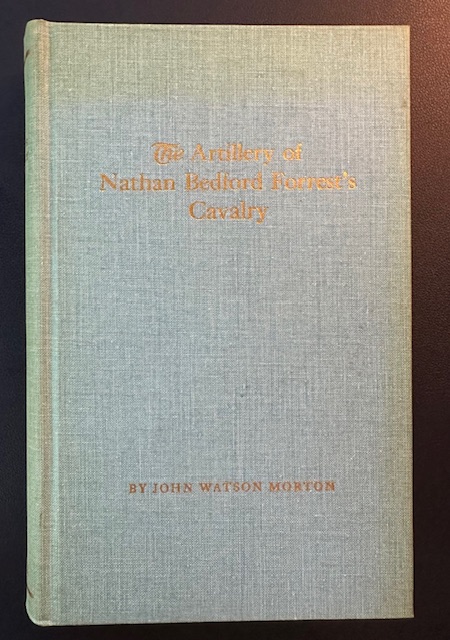 The Artillery of
Nathan Bedford Forrest's
Cavalry
BY JOHN WATSON MORTON